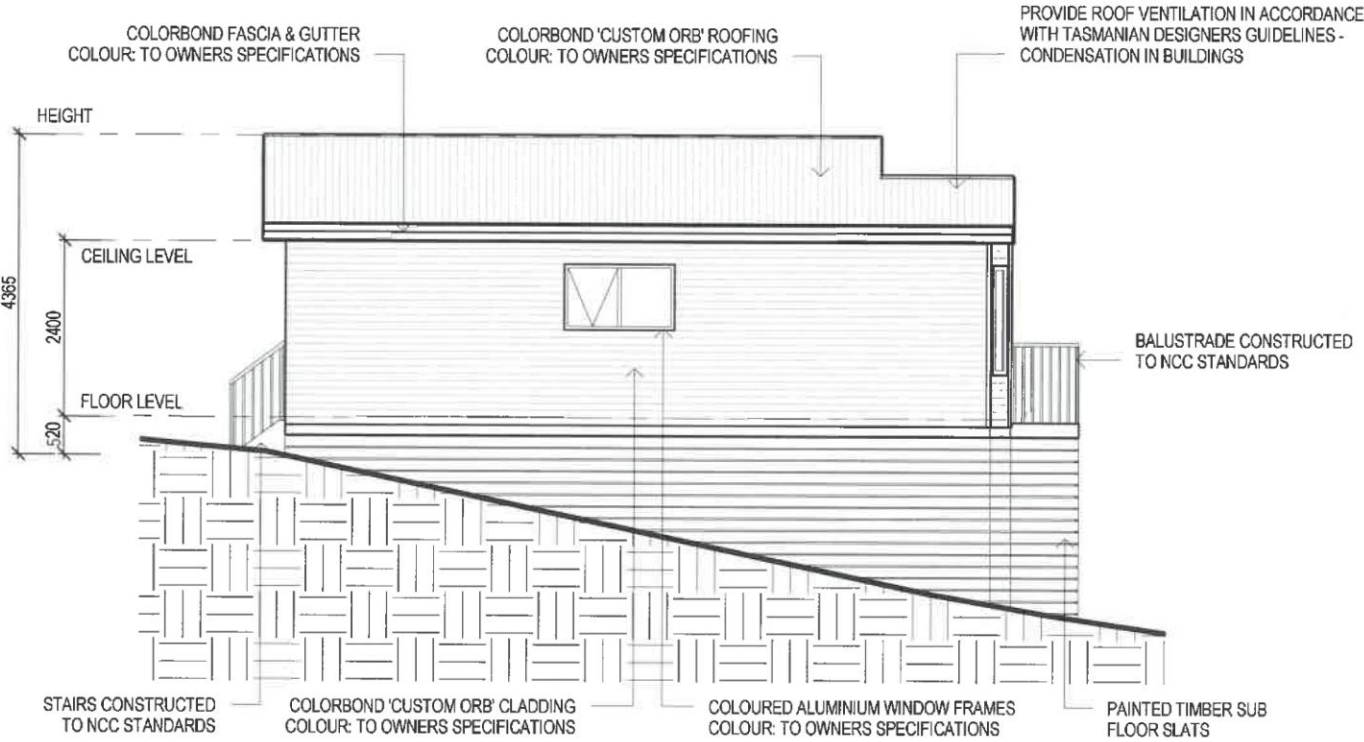 COLORBOND FASCIA & GUTTER
COLOUR: TO OWNERS SPECIFICATIONS
COLORBOND 'CUSTOM ORB' ROOFING
COLOUR: TO OWNERS SPECIFICATIONS
PROVIDE ROOF VENTILATION IN ACCORDANCE
WITH TASMANIAN DESIGNERS GUIDELINES -
CONDENSATION IN BUILDINGS
HEIGHT
CEILING LEVEL
4365
2400
BALUSTRADE CONSTRUCTED
TO NCC STANDARDS
FLOOR LEVEL
520
STAIRS CONSTRUCTED
TO NCC STANDARDS
COLORBOND 'CUSTOM ORB' CLADDING
COLOUR: TO OWNERS SPECIFICATIONS
COLOURED ALUMINIUM WINDOW FRAMES
COLOUR: TO OWNERS SPECIFICATIONS
PAINTED TIMBER SUB
FLOOR SLATS